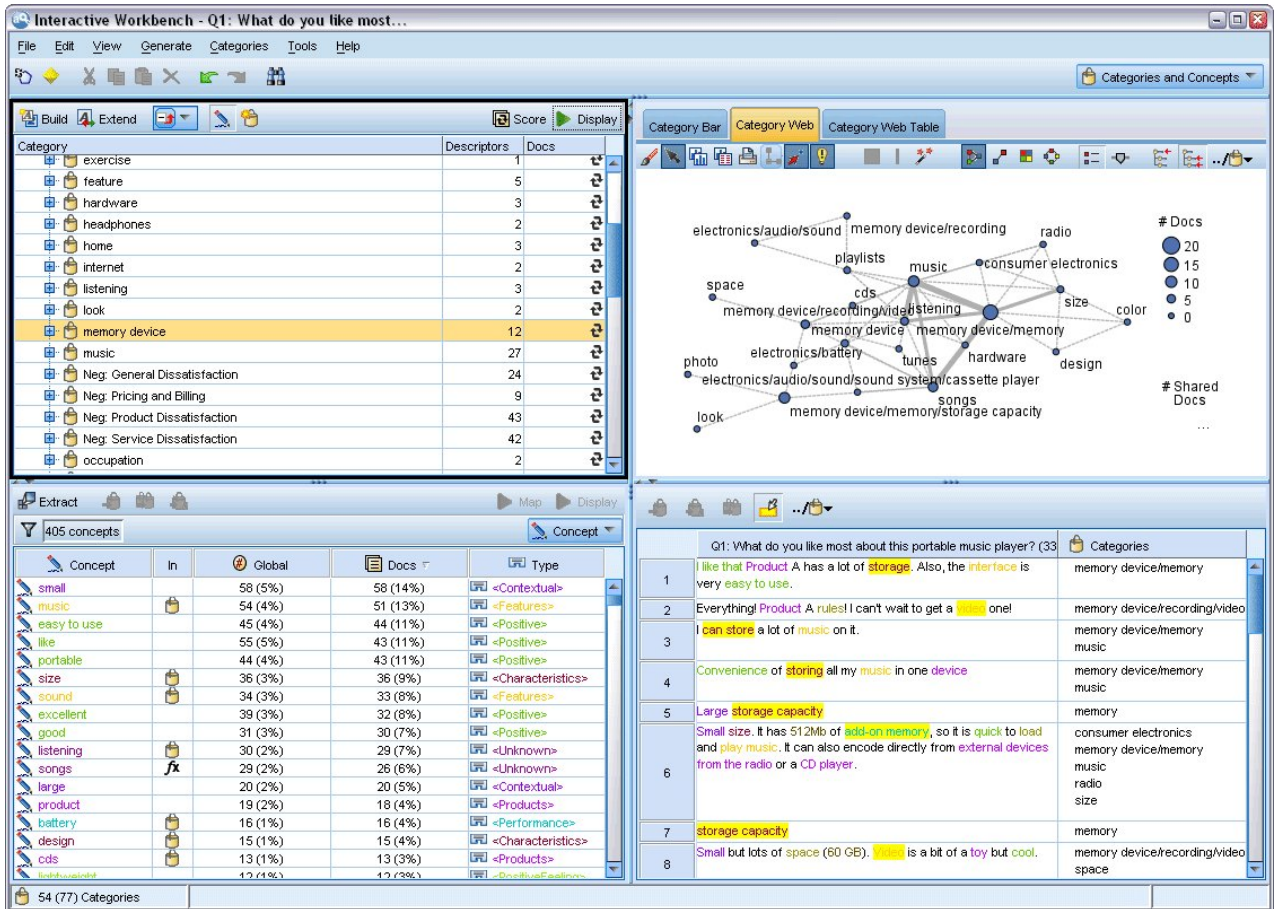 Interactive Workbench - Q1: What do you like most...
File Edit View Generate Categories Tools Help
Categories and Concepts
Build Extend Score Display
Category Descriptors Docs
exercise 1
feature 5
hardware 3
headphones 2
home 3
internet 2
listening 3
look 2
memory device 12
music 27
Neg: General Dissatisfaction 24
Neg: Pricing and Billing 9
Neg: Product Dissatisfaction 43
Neg: Service Dissatisfaction 42
occupation 2
Category Bar Category Web Category Web Table
../
# Docs
20
15
10
5
0
electronics/audio/sound memory device/recording radio
playlists music consumer electronics
space cds size
memory device/recording/video listening color
memory device memory device/memory
electronics/battery tunes hardware design
photo
electronics/audio/sound/sound system/cassette player
songs
look memory device/memory/storage capacity
# Shared
Docs
...
Extract Map Display
405 concepts Concept
Concept In Global Docs Type
small 58 (5%) 58 (14%) <Contextual>
music 54 (4%) 51 (13%) <Features>
easy to use 45 (4%) 44 (11%) <Positive>
like 55 (5%) 43 (11%) <Positive>
portable 44 (4%) 43 (11%) <Positive>
size 36 (3%) 36 (9%) <Characteristics>
sound 34 (3%) 33 (8%) <Features>
excellent 39 (3%) 32 (8%) <Positive>
good 31 (3%) 30 (7%) <Positive>
listening 30 (2%) 29 (7%) <Unknown>
songs fx 29 (2%) 26 (6%) <Unknown>
large 20 (2%) 20 (5%) <Contextual>
product 19 (2%) 18 (4%) <Products>
battery 16 (1%) 16 (4%) <Performance>
design 15 (1%) 15 (4%) <Characteristics>
cds 13 (1%) 13 (3%) <Products>
lightweight 12 (1%) 12 (3%) <PositiveFeeling>
../
Q1: What do you like most about this portable music player? (33 Categories
1 I like that Product A has a lot of storage. Also, the interface is memory device/memory
very easy to use.
2 Everything! Product A rules! I can't wait to get a video one! memory device/recording/video
3 I can store a lot of music on it. memory device/memory
music
4 Convenience of storing all my music in one device memory device/memory
music
5 Large storage capacity memory
6 Small size. It has 512Mb of add-on memory, so it is quick to load consumer electronics
and play music. It can also encode directly from external devices memory device/memory
from the radio or a CD player. music
radio
size
7 storage capacity memory
8 Small but lots of space (60 GB). Video is a bit of a toy but cool. memory device/recording/video
space
54 (77) Categories